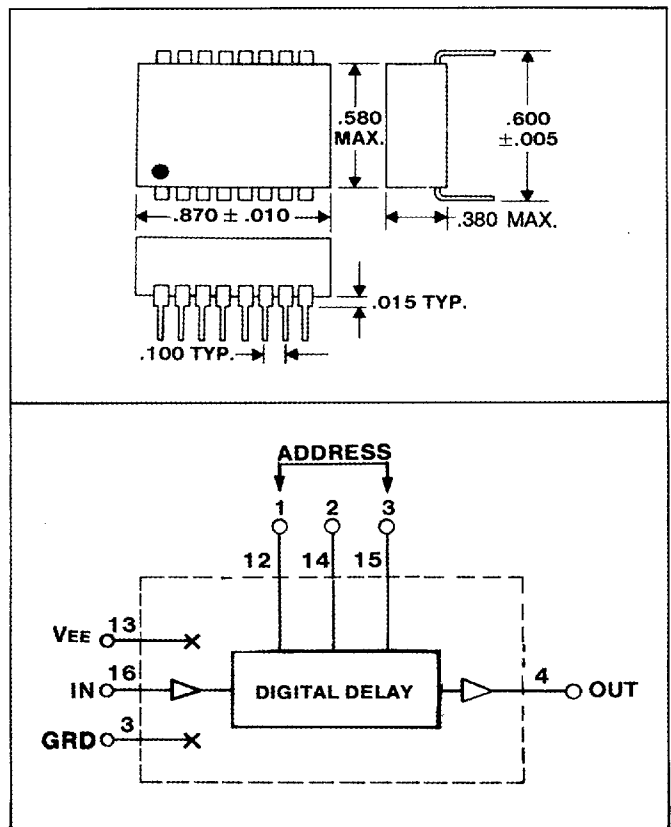 .580
MAX.
.600
±.005
.870 ± .010
.380 MAX.
.015 TYP.
.100 TYP.
ADDRESS
1 2 3
12 14 15
VEE 13
IN 16
GRD 3
DIGITAL DELAY
4 OUT